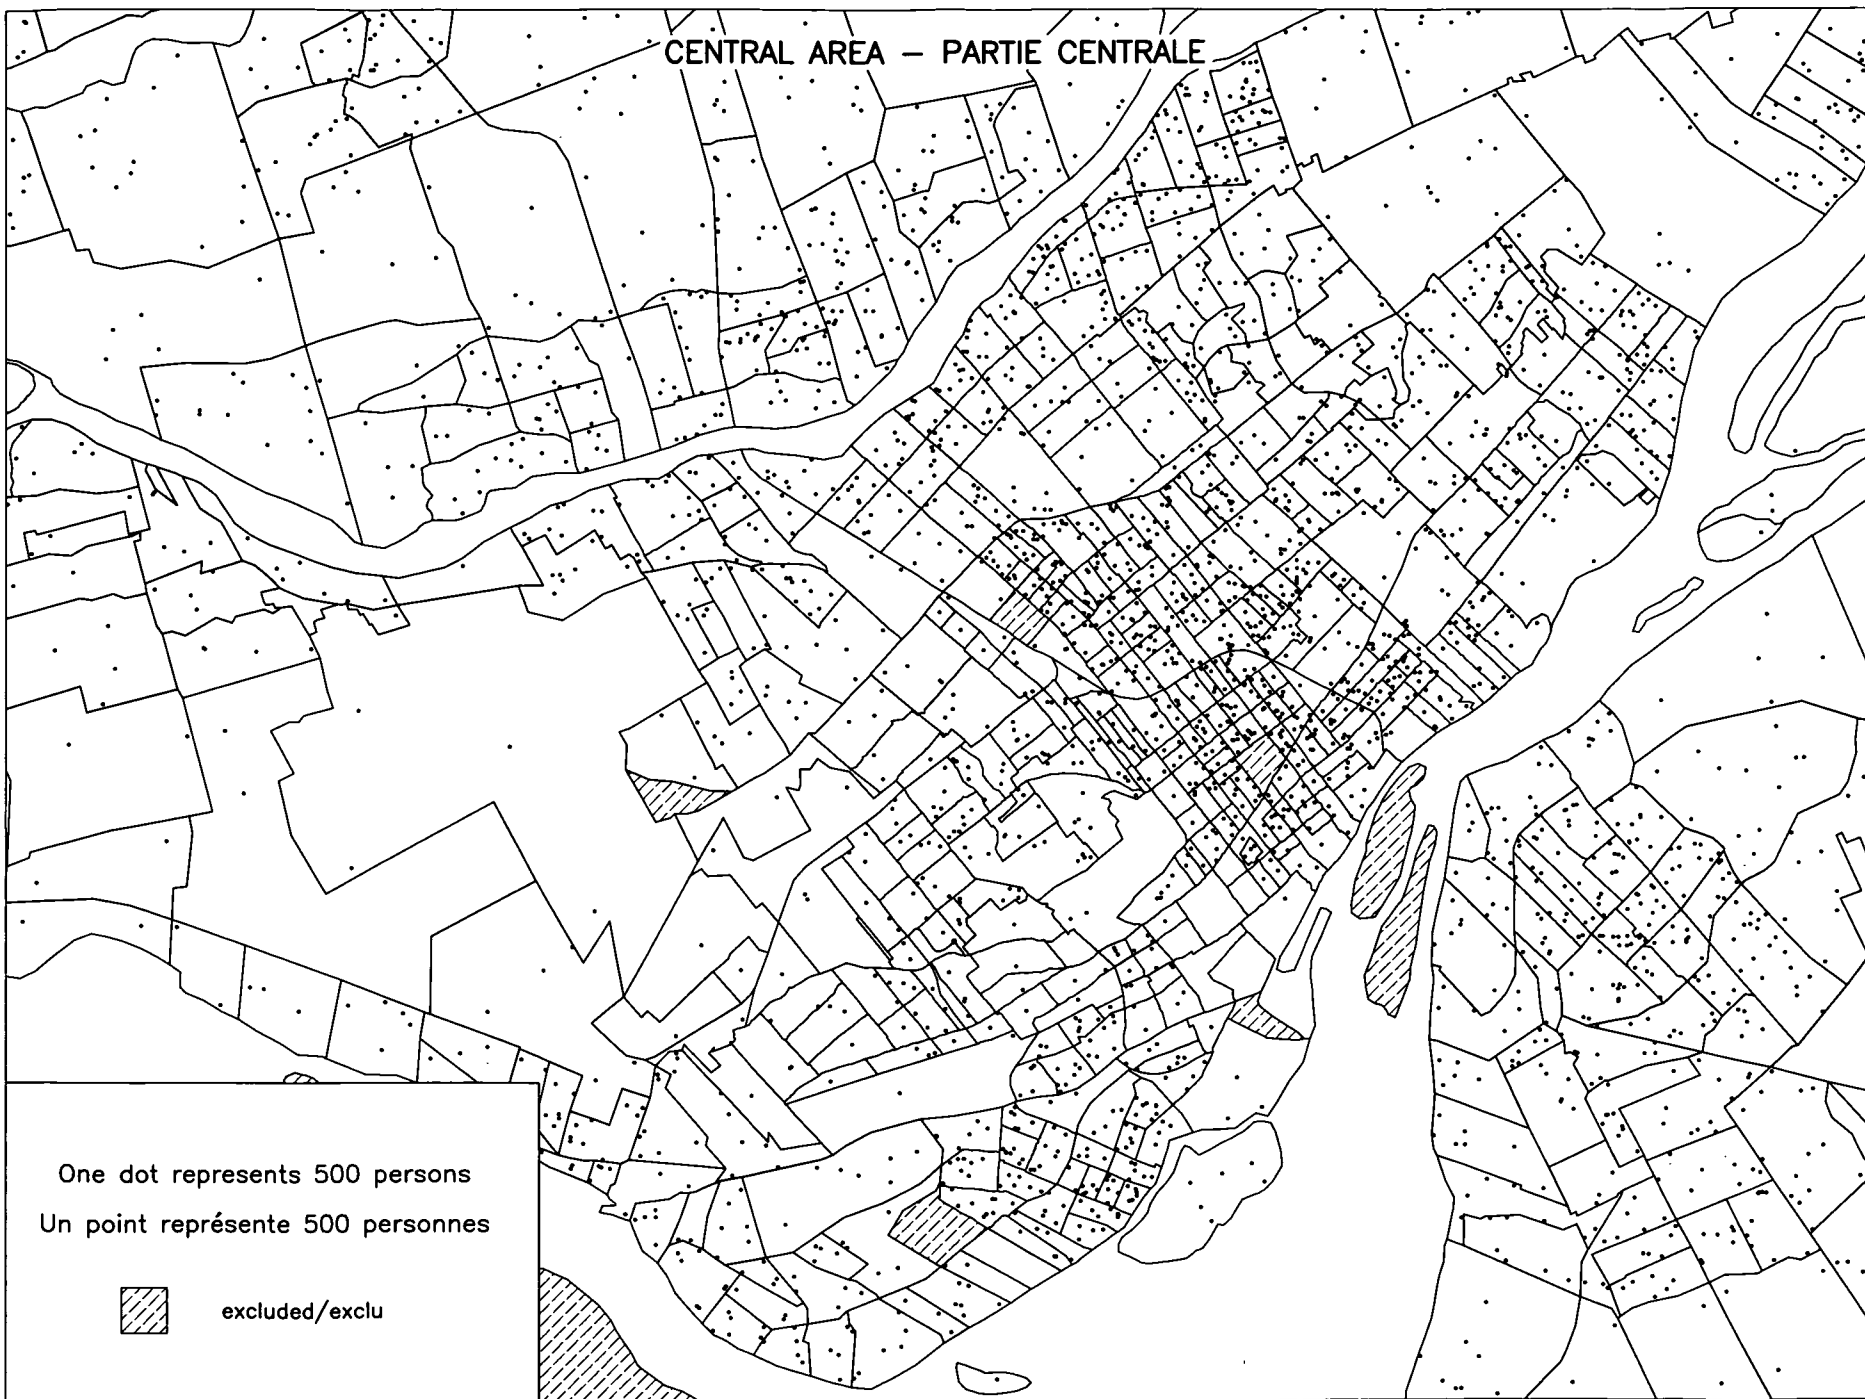 CENTRAL AREA – PARTIE CENTRALE
One dot represents 500 persons
Un point représente 500 personnes
excluded/exclu